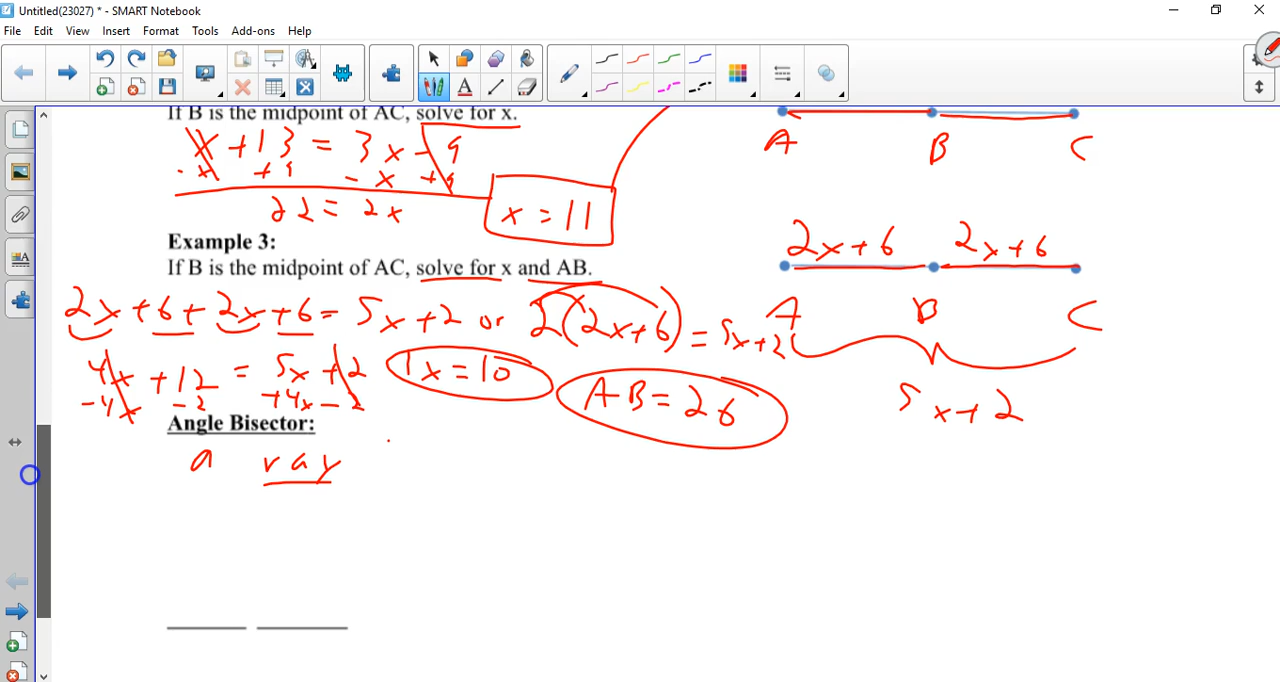 Untitled(23027) * - SMART Notebook
File Edit View Insert Format Tools Add-ons Help
If B is the midpoint of AC, solve for x.
x + 13 = 3x - 9
- x + 9 - x + 9
22 = 2x
x = 11
A B C
Example 3:
If B is the midpoint of AC, solve for x and AB.
2x+6 2x+6
A B C
5x+2
2x+6+2x+6 = 5x+2 or 2(2x+6) = 5x+2
4x + 12 = 5x + 2
-4x - 2 +4x - 2
x = 10
AB = 26
Angle Bisector:
a ray